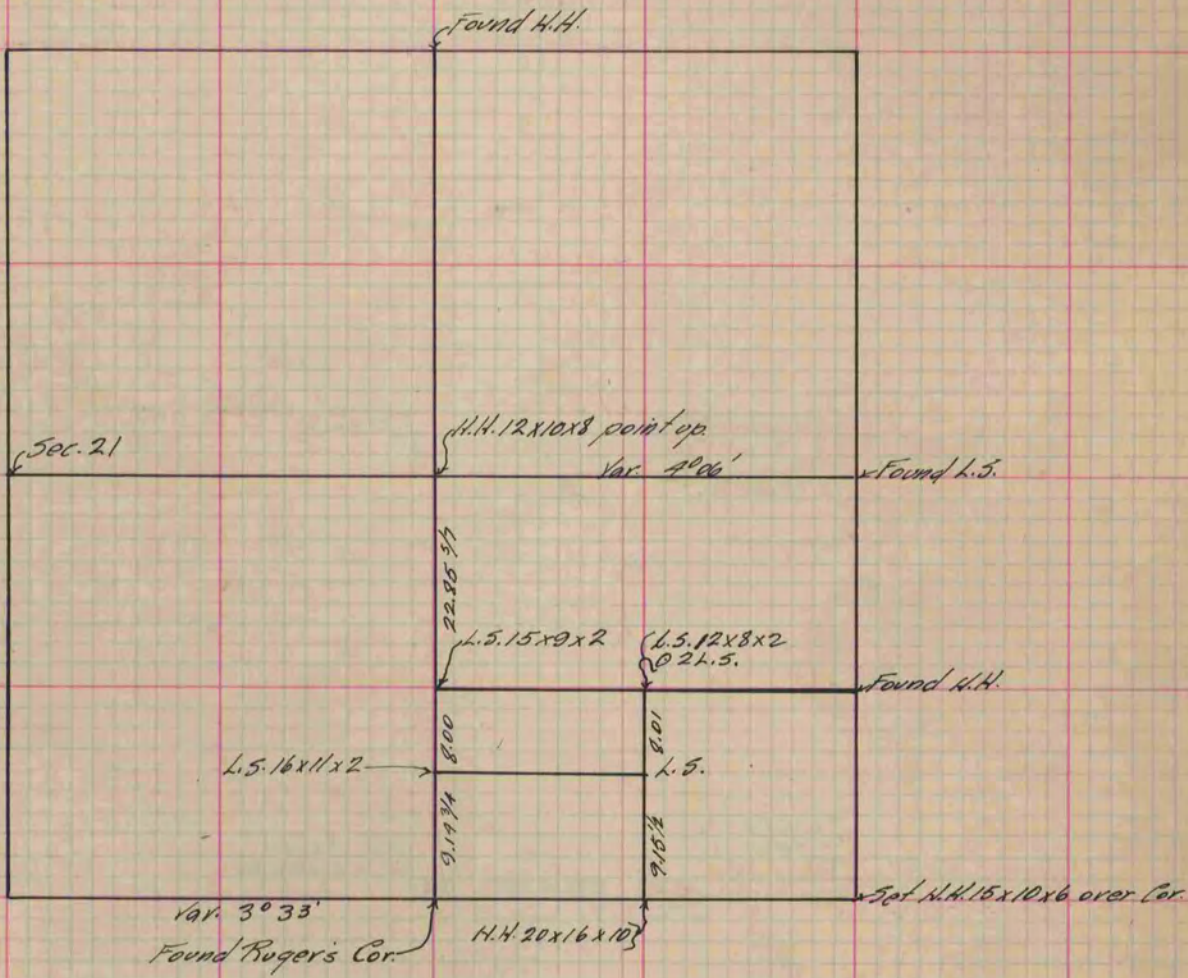 Found H.H.
Sec. 21
H.H. 12x10x8 point up.
Var. 4°06'
Found L.S.
22.85 5/7
L.S. 15x9x2
L.S. 12x8x2
⊙ 2 L.S.
Found H.H.
8.00
8.01
L.S. 16x11x2
L.S.
9.14 3/4
9.15 1/2
Var. 3°33'
Set H.H. 15x10x6 over Cor.
Found Ruger's Cor.
H.H. 20x16x10